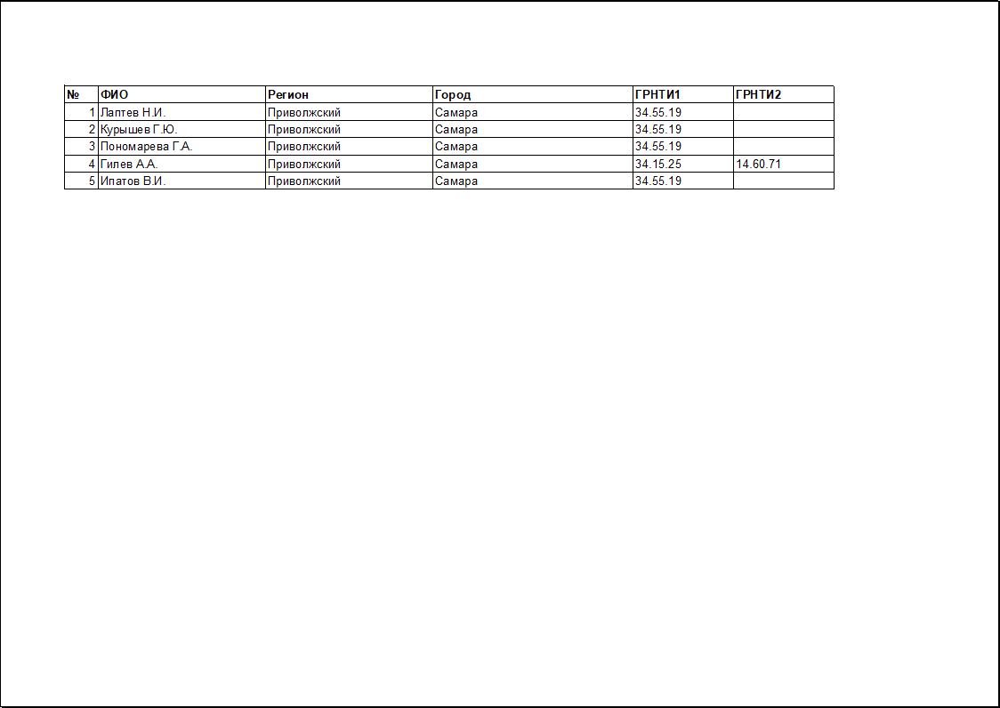 № ФИО Регион Город ГРНТИ1 ГРНТИ2
1 Лаптев Н.И. Приволжский Самара 34.55.19
2 Курышев Г.Ю. Приволжский Самара 34.55.19
3 Пономарева Г.А. Приволжский Самара 34.55.19
4 Гилев А.А. Приволжский Самара 34.15.25 14.60.71
5 Ипатов В.И. Приволжский Самара 34.55.19